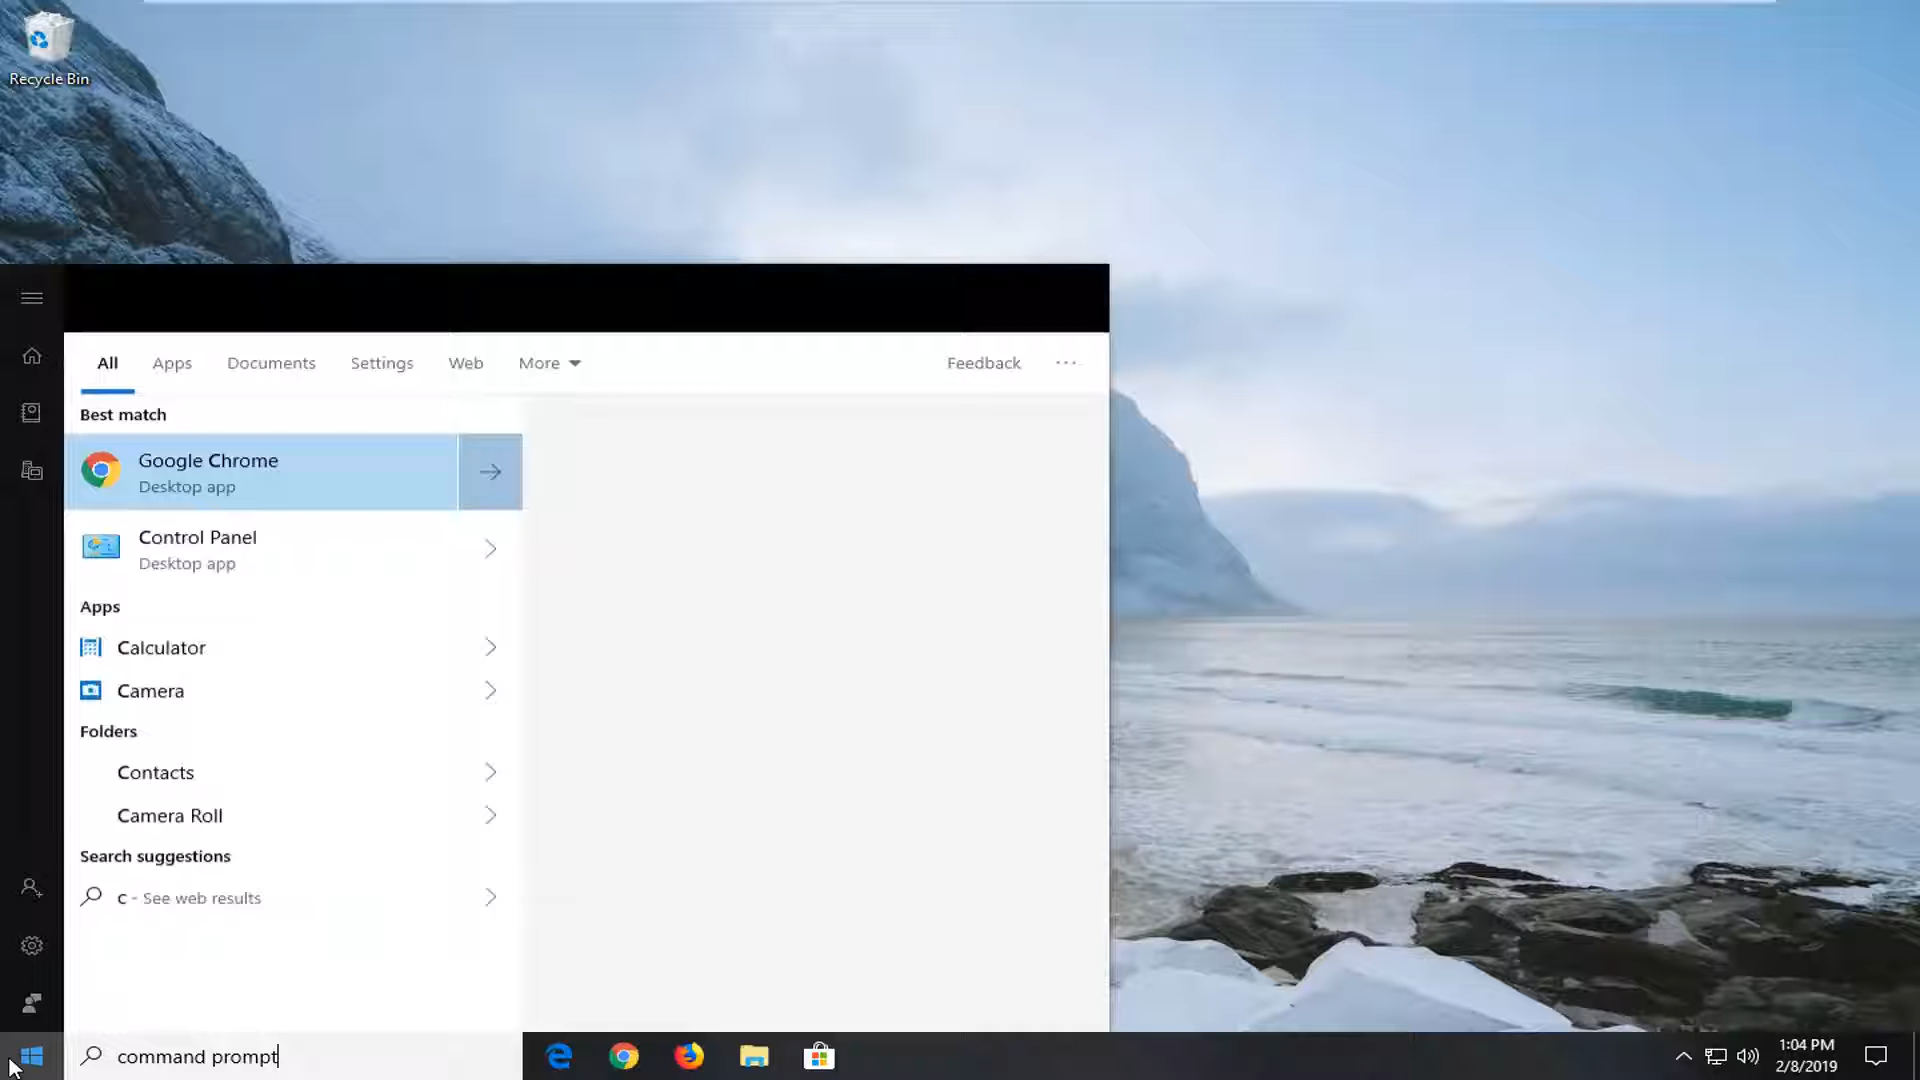 Recycle Bin
All Apps Documents Settings Web More Feedback ...
Best match
Google Chrome
Desktop app
Control Panel
Desktop app
Apps
Calculator
Camera
Folders
Contacts
Camera Roll
Search suggestions
c - See web results
command prompt
1:04 PM
2/8/2019